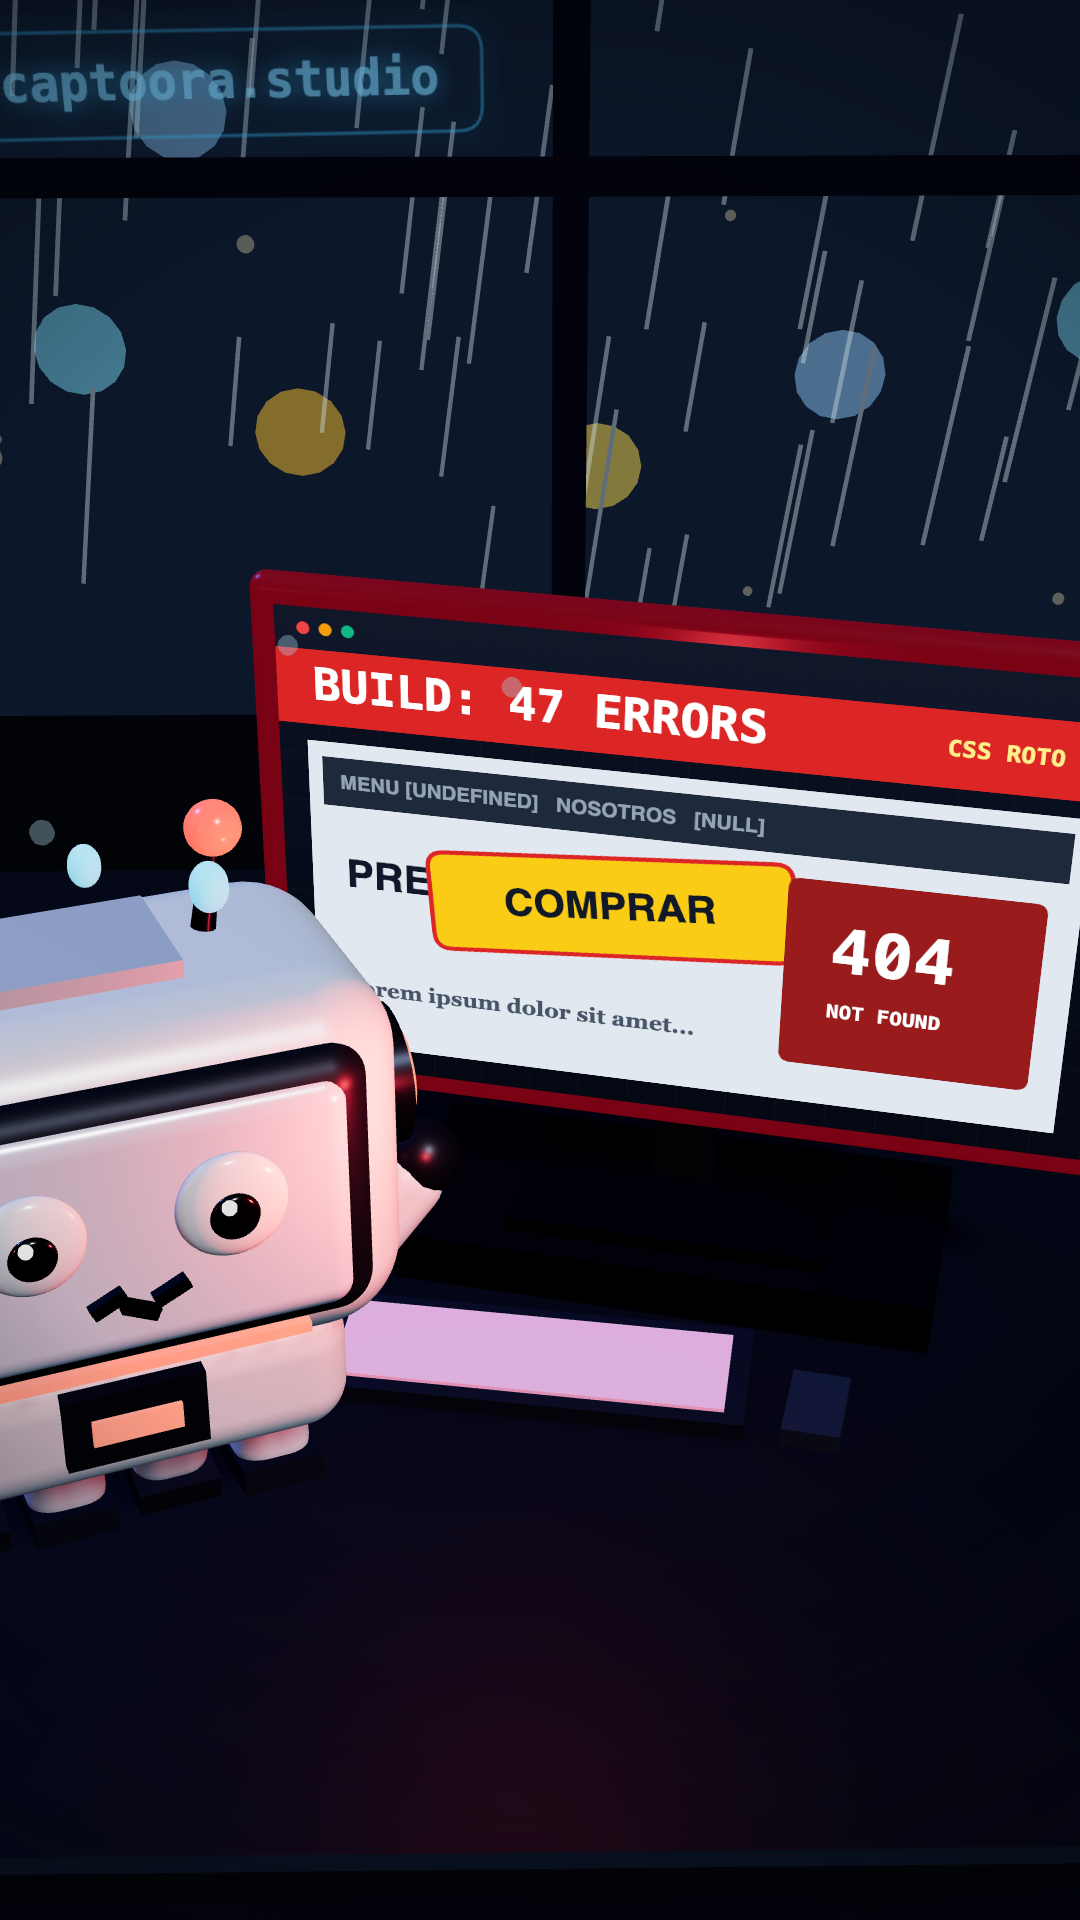 captoora.studio
BUILD: 47 ERRORS
CSS ROTO
MENU [UNDEFINED] NOSOTROS [NULL]
PRE
COMPRAR
404
NOT FOUND
rem ipsum dolor sit amet...